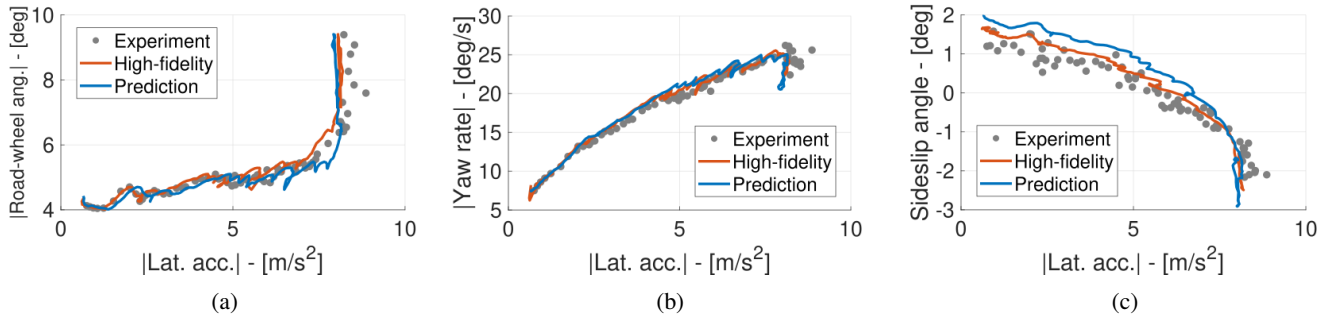 |Road-wheel ang.| - [deg]
10
8
6
4
Experiment
High-fidelity
Prediction
0
5
10
|Lat. acc.| - [m/s²]
(a)
|Yaw rate| - [deg/s]
30
25
20
15
10
5
Experiment
High-fidelity
Prediction
0
5
10
|Lat. acc.| - [m/s²]
(b)
Sideslip angle - [deg]
2
1
0
-1
-2
-3
Experiment
High-fidelity
Prediction
0
5
10
|Lat. acc.| - [m/s²]
(c)